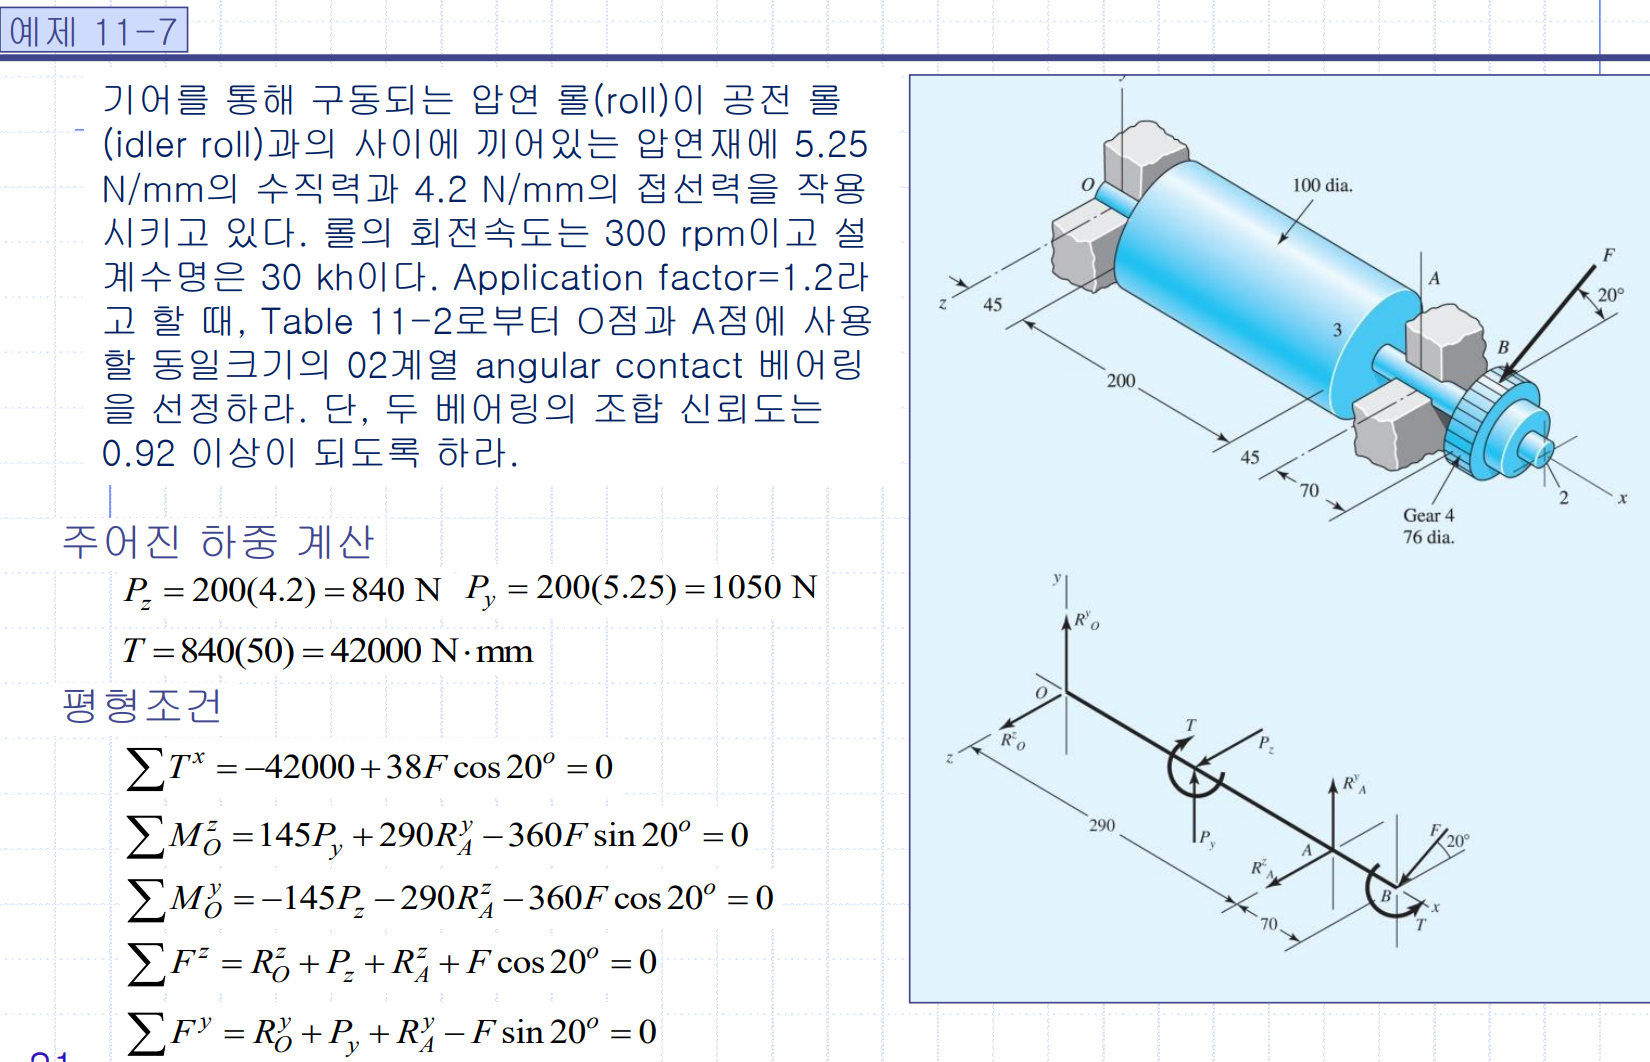 예제 11-7
기어를 통해 구동되는 압연 롤(roll)이 공전 롤
(idler roll)과의 사이에 끼어있는 압연재에 5.25
N/mm의 수직력과 4.2 N/mm의 접선력을 작용
시키고 있다. 롤의 회전속도는 300 rpm이고 설
계수명은 30 kh이다. Application factor=1.2라
고 할 때, Table 11-2로부터 O점과 A점에 사용
할 동일크기의 02계열 angular contact 베어링
을 선정하라. 단, 두 베어링의 조합 신뢰도는
0.92 이상이 되도록 하라.
주어진 하중 계산
P_z = 200(4.2) = 840 N P_y = 200(5.25) = 1050 N
T = 840(50) = 42000 N·mm
평형조건
∑T^x = −42000 + 38F cos 20^o = 0
∑M_O^z = 145P_y + 290R_A^y − 360F sin 20^o = 0
∑M_O^y = −145P_z − 290R_A^z − 360F cos 20^o = 0
∑F^z = R_O^z + P_z + R_A^z + F cos 20^o = 0
∑F^y = R_O^y + P_y + R_A^y − F sin 20^o = 0
O
100 dia.
z
45
A
F
20°
3
B
200
45
70
2
x
Gear 4
76 dia.
y
R^y_O
O
R^z_O
z
T
P_z
R^y_A
290
P_y
A
F
20°
R^z_A
B
x
T
70